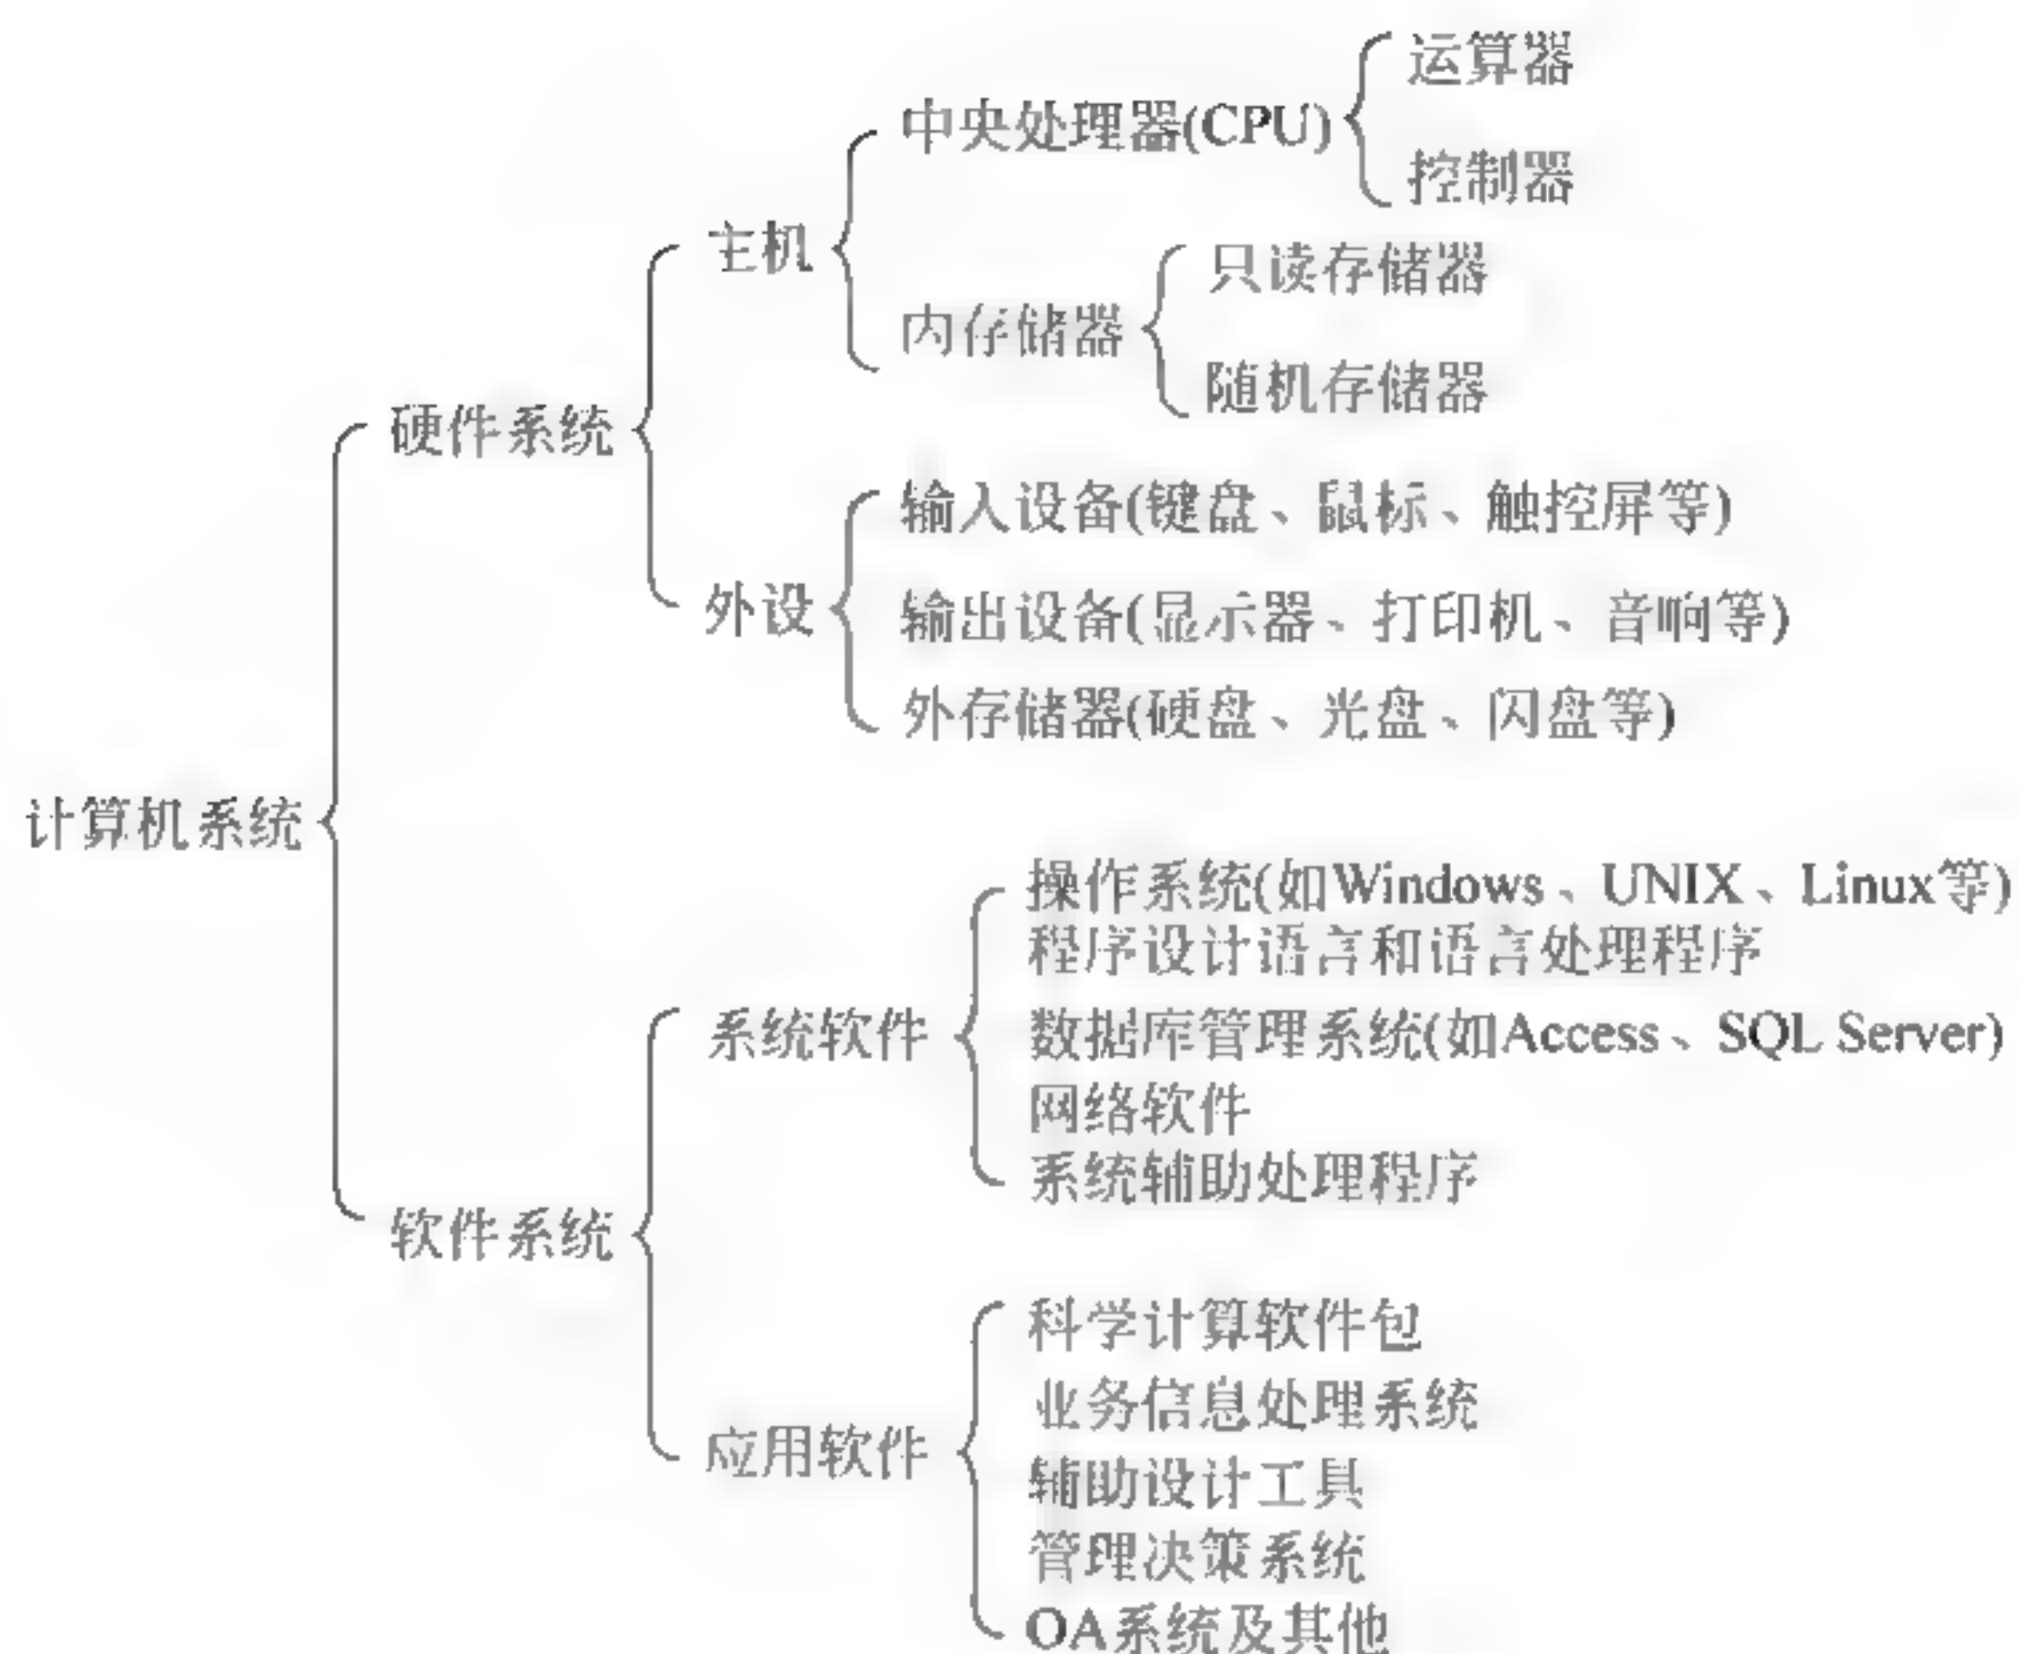 运算器
中央处理器(CPU)
控制器
主机
只读存储器
内存储器
随机存储器
硬件系统
输入设备(键盘、鼠标、触控屏等)
外设
输出设备(显示器、打印机、音响等)
外存储器(硬盘、光盘、闪盘等)
计算机系统
操作系统(如Windows、UNIX、Linux等)
程序设计语言和语言处理程序
系统软件
数据库管理系统(如Access、SQL Server)
网络软件
系统辅助处理程序
软件系统
科学计算软件包
业务信息处理系统
应用软件
辅助设计工具
管理决策系统
OA系统及其他